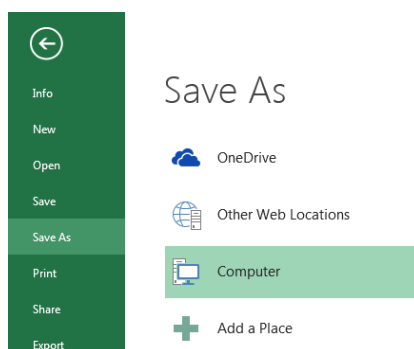 Info
New
Open
Save
Save As
Print
Share
Export
Save As
OneDrive
Other Web Locations
Computer
Add a Place